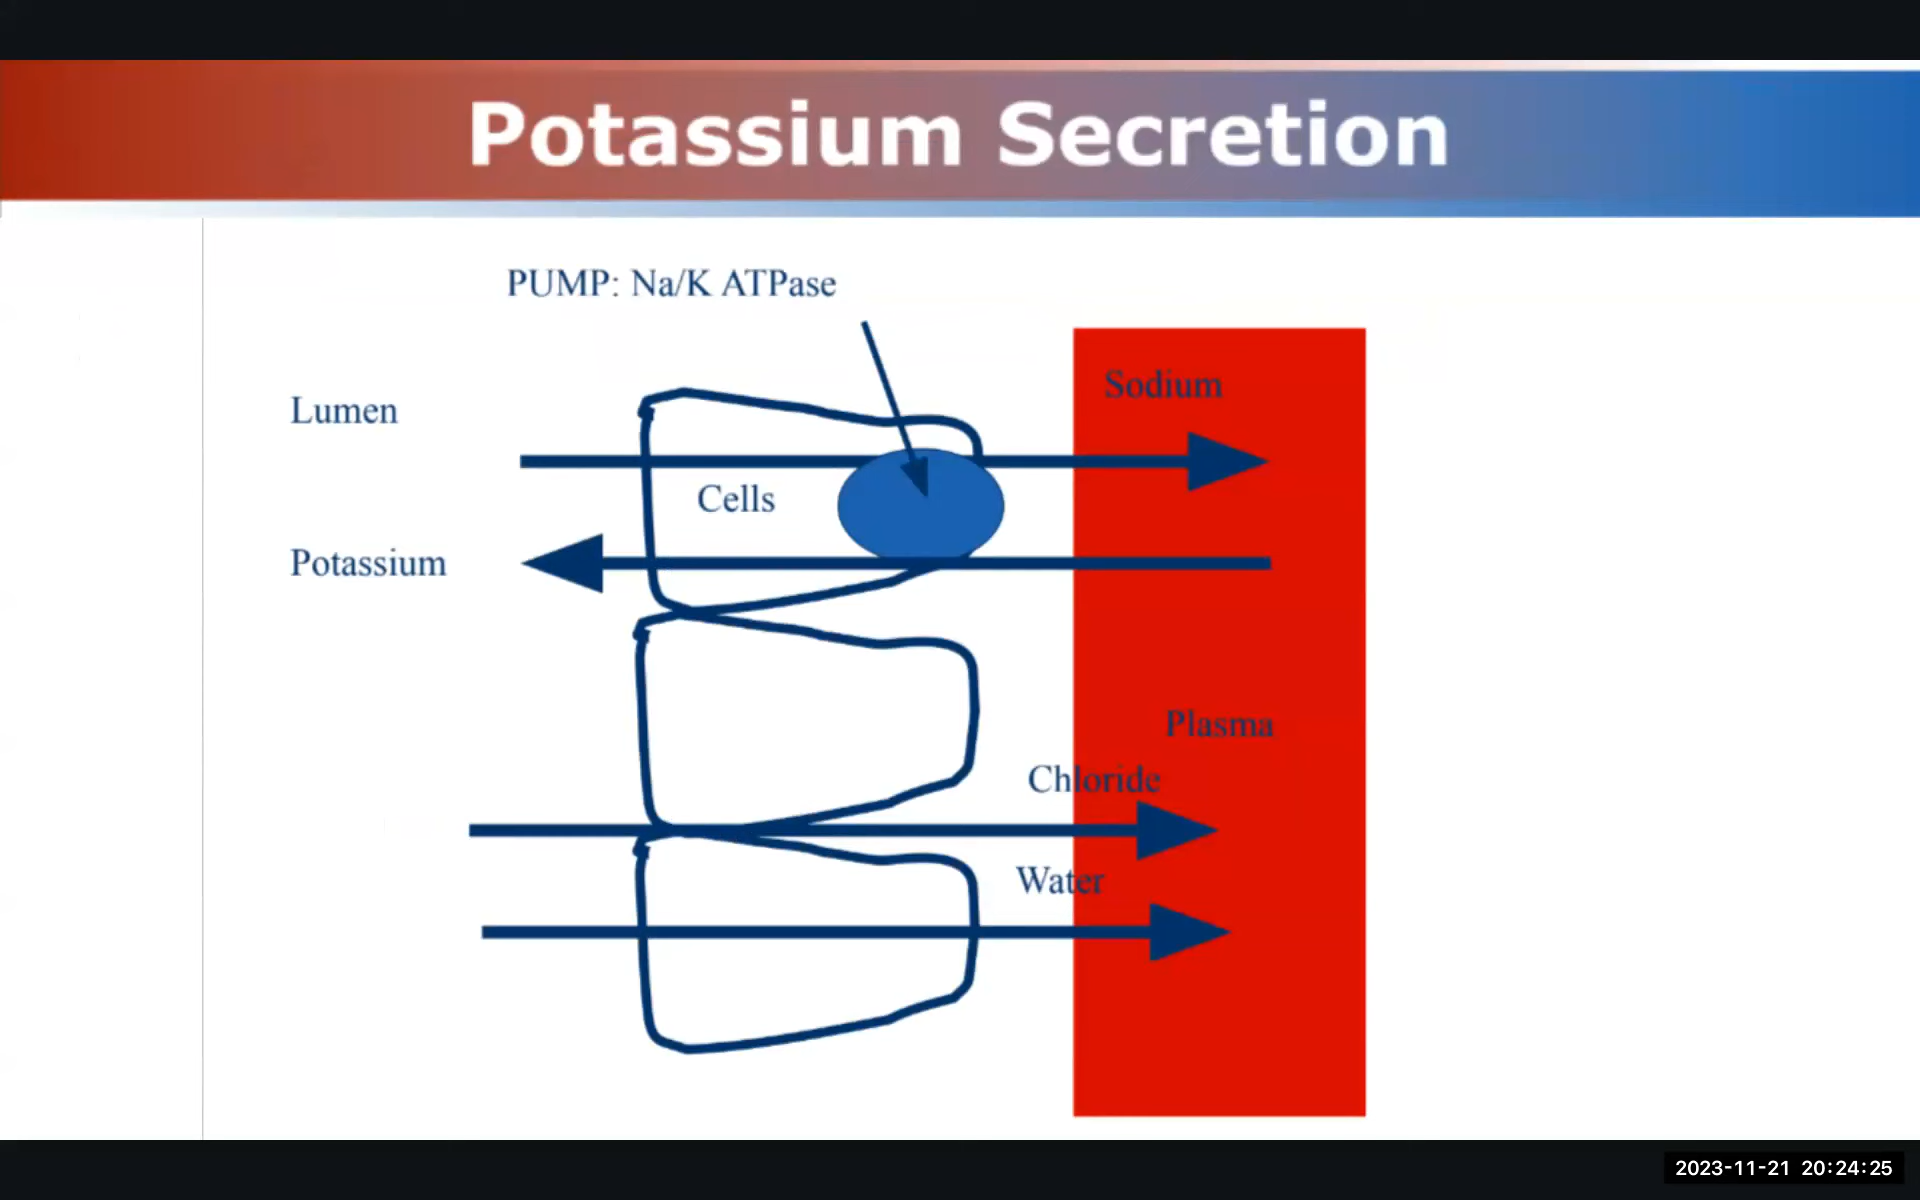 Potassium Secretion
PUMP: Na/K ATPase
Sodium
Lumen
Cells
Potassium
Plasma
Chloride
Water
2023-11-21 20:24:25